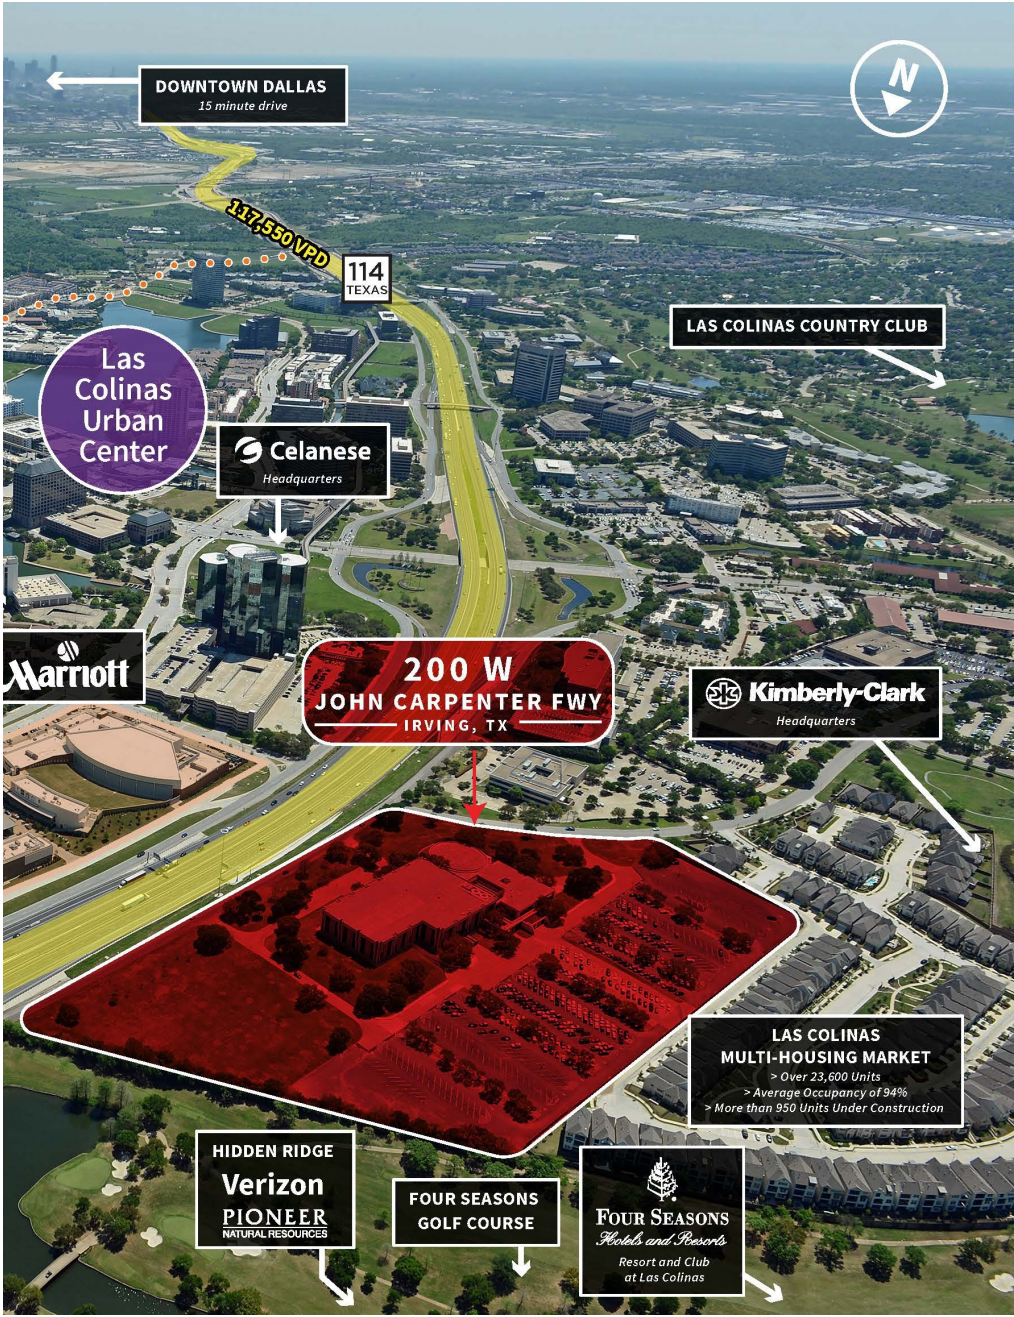 DOWNTOWN DALLAS
15 minute drive
N
117,550 VPD
114
TEXAS
LAS COLINAS COUNTRY CLUB
Las
Colinas
Urban
Center
Celanese
Headquarters
Marriott
200 W
JOHN CARPENTER FWY
IRVING, TX
Kimberly-Clark
Headquarters
LAS COLINAS
MULTI-HOUSING MARKET
> Over 23,600 Units
> Average Occupancy of 94%
> More than 950 Units Under Construction
HIDDEN RIDGE
Verizon
PIONEER
NATURAL RESOURCES
FOUR SEASONS
GOLF COURSE
FOUR SEASONS
Hotels and Resorts
Resort and Club
at Las Colinas